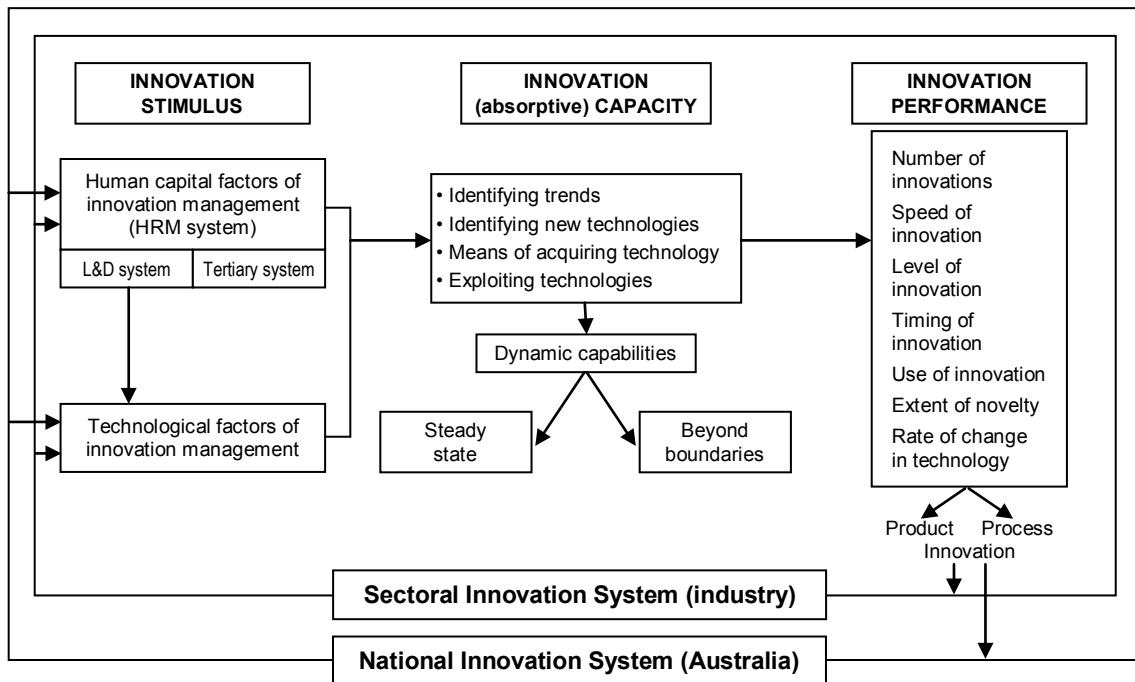 INNOVATION
STIMULUS
INNOVATION
(absorptive) CAPACITY
INNOVATION
PERFORMANCE
Human capital factors of
innovation management
(HRM system)
L&D system
Tertiary system
Technological factors of
innovation management
• Identifying trends
• Identifying new technologies
• Means of acquiring technology
• Exploiting technologies
Dynamic capabilities
Steady
state
Beyond
boundaries
Number of
innovations
Speed of
innovation
Level of
innovation
Timing of
innovation
Use of innovation
Extent of novelty
Rate of change
in technology
Product Process
Innovation
Sectoral Innovation System (industry)
National Innovation System (Australia)